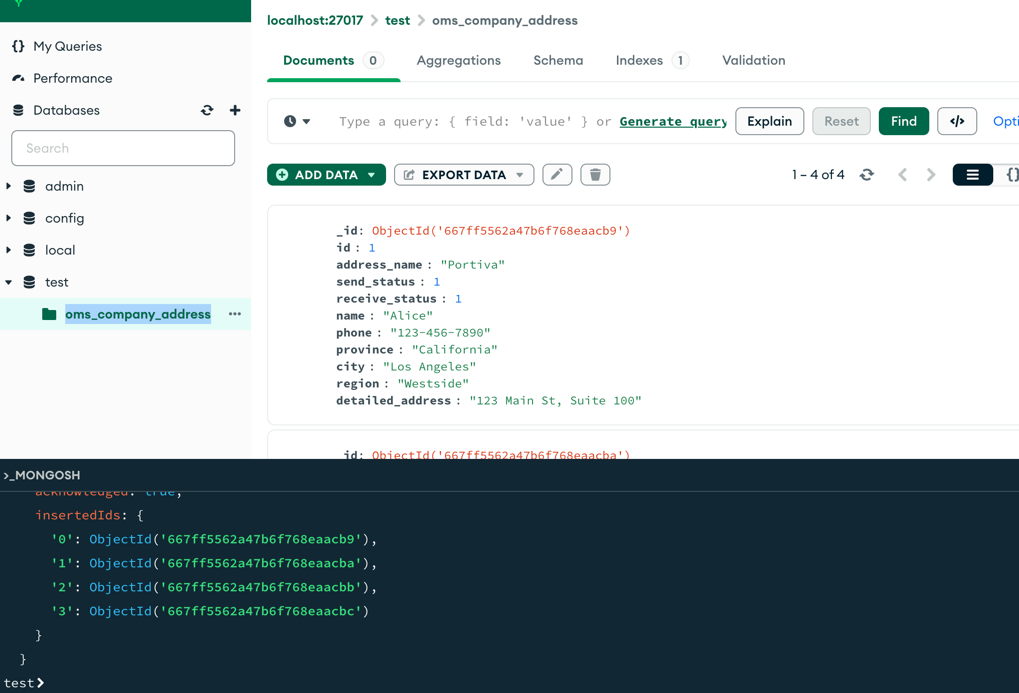 localhost:27017 > test > oms_company_address
{} My Queries
Performance
Databases
Search
admin
config
local
test
oms_company_address
Documents 0 Aggregations Schema Indexes 1 Validation
Type a query: { field: 'value' } or Generate query Explain Reset Find </> Opti
ADD DATA EXPORT DATA 1 – 4 of 4 {}
_id: ObjectId('667ff5562a47b6f768eaacb9')
id : 1
address_name : "Portiva"
send_status : 1
receive_status : 1
name : "Alice"
phone : "123-456-7890"
province : "California"
city : "Los Angeles"
region : "Westside"
detailed_address : "123 Main St, Suite 100"
_id: ObjectId('667ff5562a47b6f768eaacba')
>_MONGOSH
acknowledged: true,
insertedIds: {
'0': ObjectId('667ff5562a47b6f768eaacb9'),
'1': ObjectId('667ff5562a47b6f768eaacba'),
'2': ObjectId('667ff5562a47b6f768eaacbb'),
'3': ObjectId('667ff5562a47b6f768eaacbc')
}
}
test>